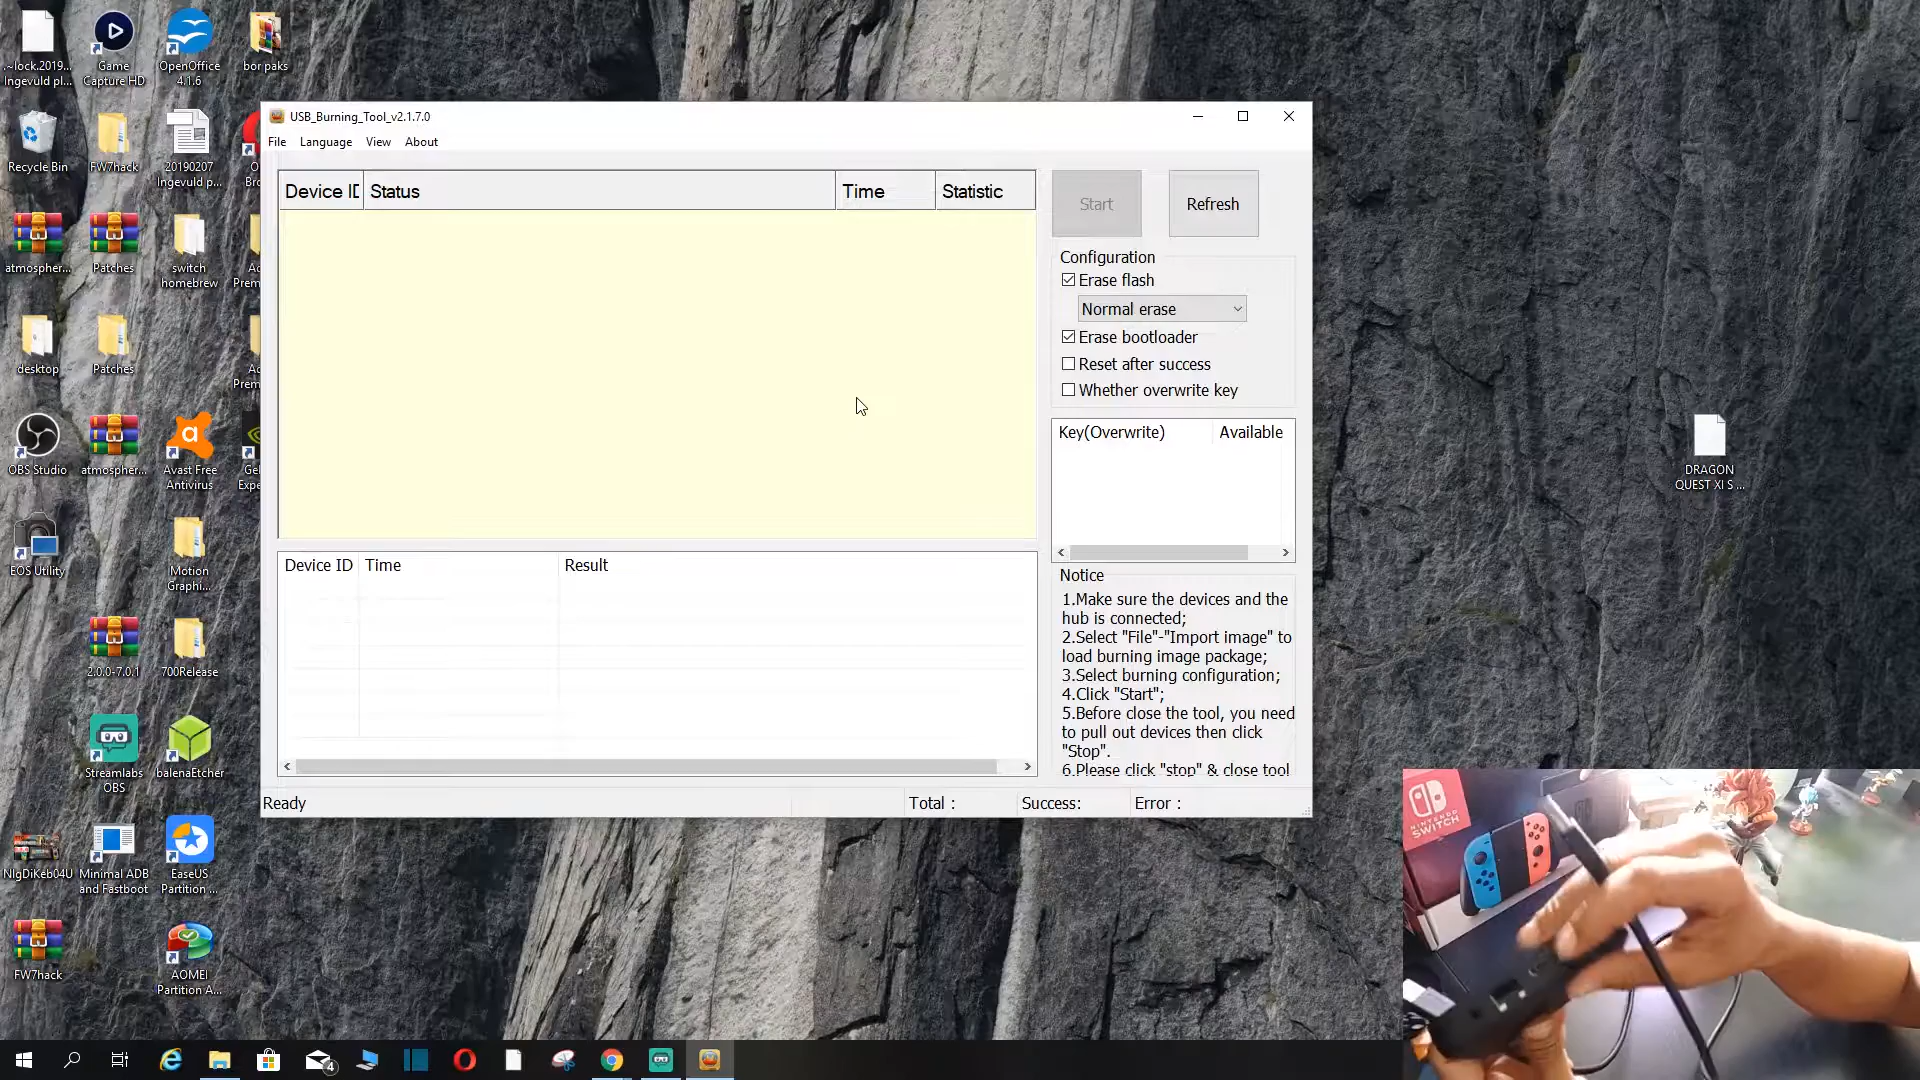 .~lock.2019...
Ingevuld pl...
Game
Capture HD
OpenOffice
4.1.6
bor paks
Recycle Bin
FW7hack
20190207
Ingevuld p...
atmospher...
Patches
switch
homebrew
Prem
desktop
Patches
Prem
OBS Studio
atmospher...
Avast Free
Antivirus
Expe
EOS Utility
Motion
Graphi...
2.0.0-7.0.1
700Release
Streamlabs
OBS
balenaEtcher
NIgDiKeb04U
Minimal ADB
and Fastboot
EaseUS
Partition ...
FW7hack
AOMEI
Partition A...
DRAGON
QUEST XI S ...
USB_Burning_Tool_v2.1.7.0
File Language View About
Device ID Status Time Statistic
Start Refresh
Configuration
Erase flash
Normal erase
Erase bootloader
Reset after success
Whether overwrite key
Key(Overwrite) Available
Device ID Time Result
Notice
1.Make sure the devices and the
hub is connected;
2.Select "File"-"Import image" to
load burning image package;
3.Select burning configuration;
4.Click "Start";
5.Before close the tool, you need
to pull out devices then click
"Stop".
6.Please click "stop" & close tool
Ready Total : Success: Error :
NINTENDO
SWITCH
4